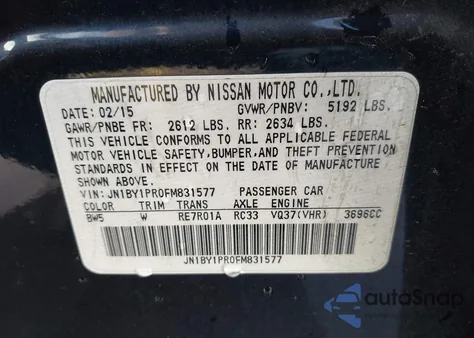 MANUFACTURED BY NISSAN MOTOR CO.,LTD.
DATE: 02/15 GVWR/PNBV: 5192 LBS.
GAWR/PNBE FR: 2612 LBS. RR: 2634 LBS.
THIS VEHICLE CONFORMS TO ALL APPLICABLE FEDERAL
MOTOR VEHICLE SAFETY,BUMPER,AND THEFT PREVENTION
STANDARDS IN EFFECT ON THE DATE OF MANUFACTURE
SHOWN ABOVE.
VIN: JN1BY1PR0FM831577 PASSENGER CAR
COLOR TRIM TRANS AXLE ENGINE
BW5 W RE7R01A RC33 VQ37(VHR) 3696CC
JN1BY1PR0FM831577
autoSnap